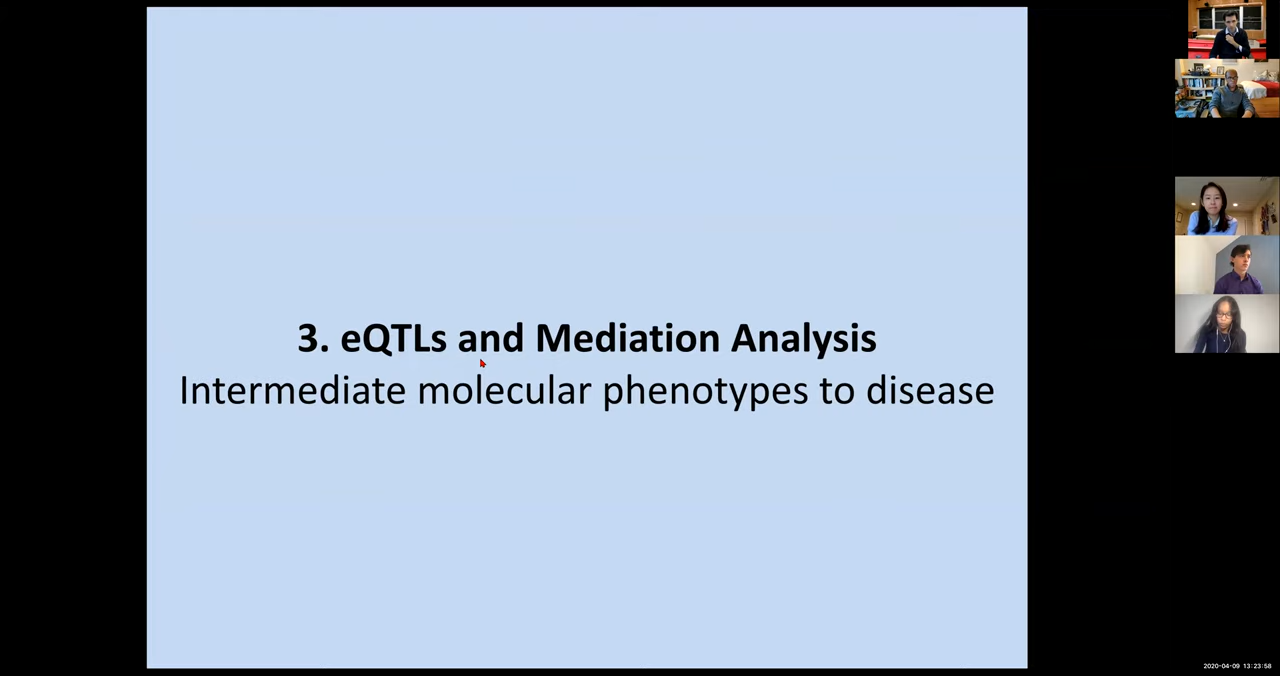 3. eQTLs and Mediation Analysis
Intermediate molecular phenotypes to disease
2020-04-09 13:23:58